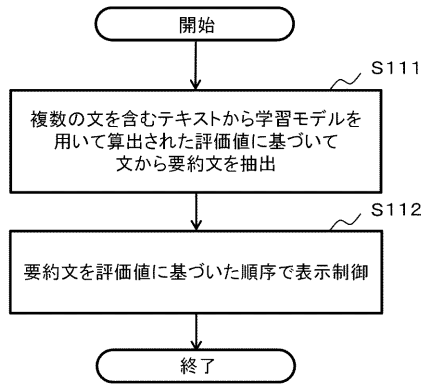 開始
S111
複数の文を含むテキストから学習モデルを
用いて算出された評価値に基づいて
文から要約文を抽出
S112
要約文を評価値に基づいた順序で表示制御
終了